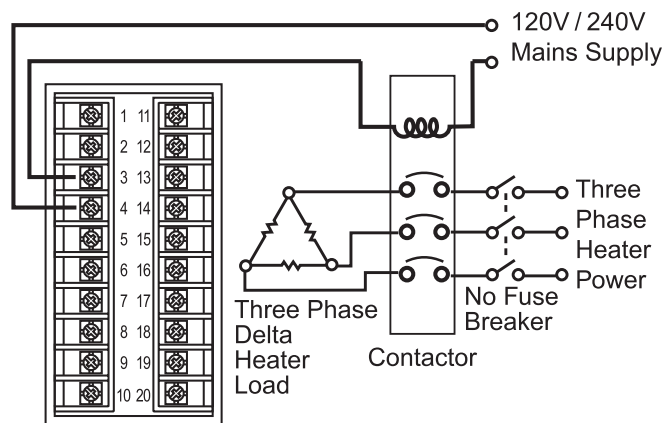 120V / 240V
Mains Supply
1 11
2 12
3 13
4 14
5 15
6 16
7 17
8 18
9 19
10 20
Three Phase
Delta
Heater
Load
Contactor
No Fuse
Breaker
Three
Phase
Heater
Power